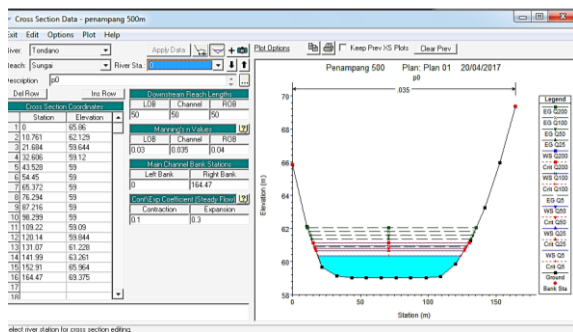 Cross Section Data - penampang 500m
Exit Edit Options Plot Help
River: Tondano Apply Data
Reach: Sungai River Sta.: 0
Description p0
Del Row Ins Row
Cross Section Coordinates
Station Elevation
1 0 65.86
2 10.761 62.129
3 21.684 59.644
4 32.606 59.12
5 43.528 59
6 54.45 59
7 65.372 59
8 76.294 59
9 87.216 59
10 98.299 59
11 109.22 59.09
12 120.14 59.844
13 131.07 61.228
14 141.99 63.261
15 152.91 65.964
16 164.47 69.375
17
18
Downstream Reach Lengths
LOB Channel ROB
50 50 50
Manning's n Values
LOB Channel ROB
0.03 0.035 0.04
Main Channel Bank Stations
Left Bank Right Bank
0 164.47
Cont\Exp Coefficient (Steady Flow)
Contraction Expansion
0.1 0.3
Select river station for cross section editing
Plot Options Keep Prev XS Plots Clear Prev
Penampang 500 Plan: Plan 01 20/04/2017
p0
.035
Elevation (m)
70
68
66
64
62
60
58
0 50 100 150
Station (m)
Legend
EG Q200
EG Q100
EG Q50
EG Q25
WS Q200
Crit Q200
WS Q100
Crit Q100
EG Q5
WS Q50
Crit Q50
WS Q25
Crit Q25
WS Q5
Crit Q5
Ground
Bank Sta